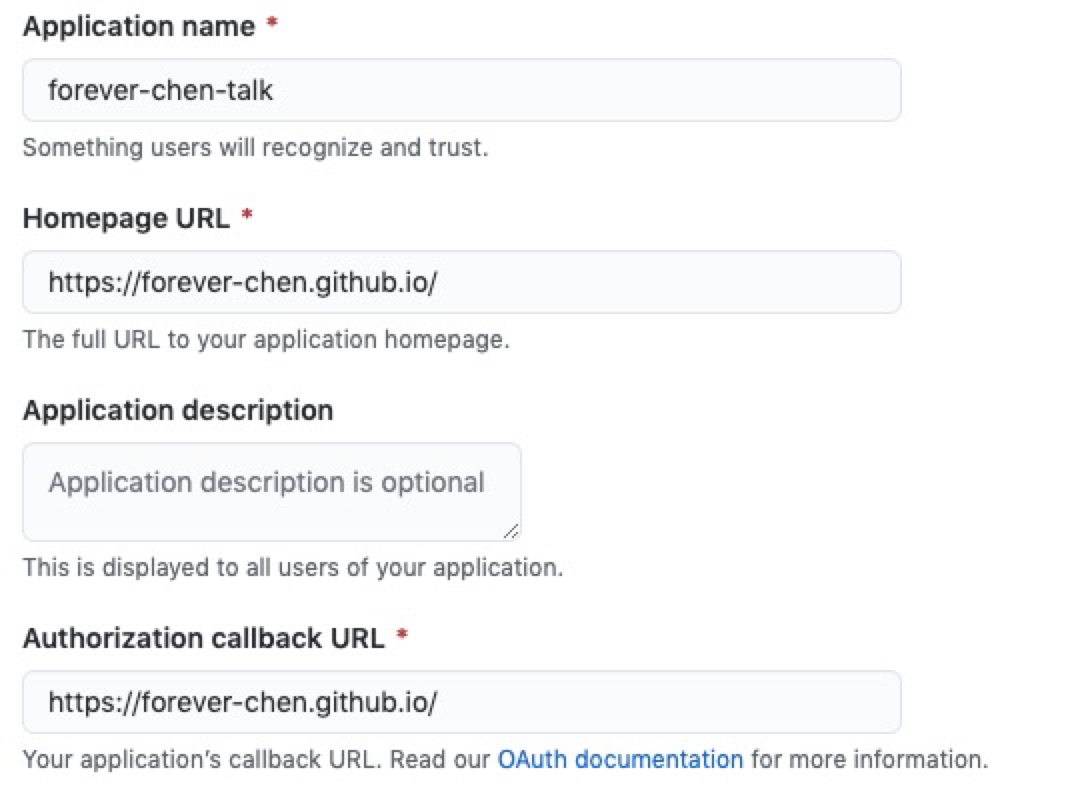 Application name *
forever-chen-talk
Something users will recognize and trust.
Homepage URL *
https://forever-chen.github.io/
The full URL to your application homepage.
Application description
Application description is optional
This is displayed to all users of your application.
Authorization callback URL *
https://forever-chen.github.io/
Your application's callback URL. Read our OAuth documentation for more information.